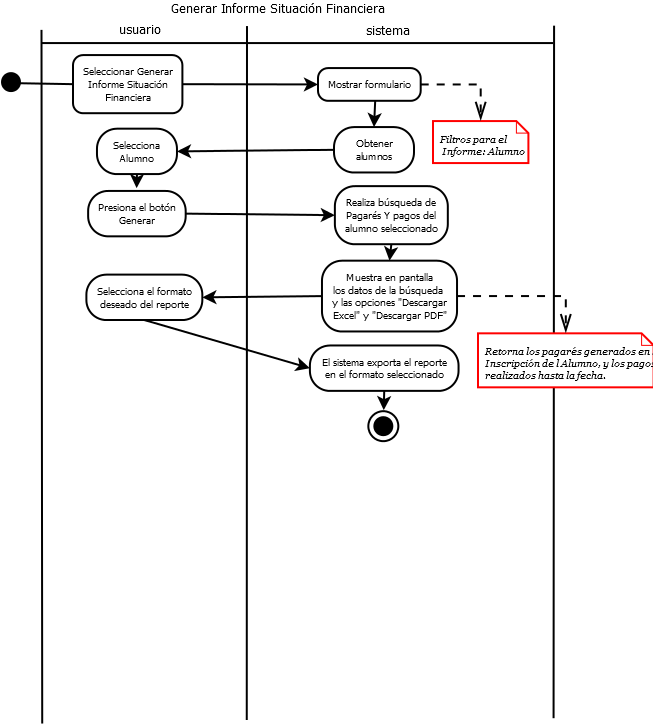 Generar Informe Situación Financiera
usuario
sistema
Seleccionar Generar
Informe Situación
Financiera
Mostrar formulario
Filtros para el
Informe: Alumno
Selecciona
Alumno
Obtener
alumnos
Presiona el botón
Generar
Realiza búsqueda de
Pagarés Y pagos del
alumno seleccionado
Selecciona el formato
deseado del reporte
Muestra en pantalla
los datos de la búsqueda
y las opciones "Descargar
Excel" y "Descargar PDF"
Retorna los pagarés generados en
Inscripción de l Alumno, y los pagos
realizados hasta la fecha.
El sistema exporta el reporte
en el formato seleccionado